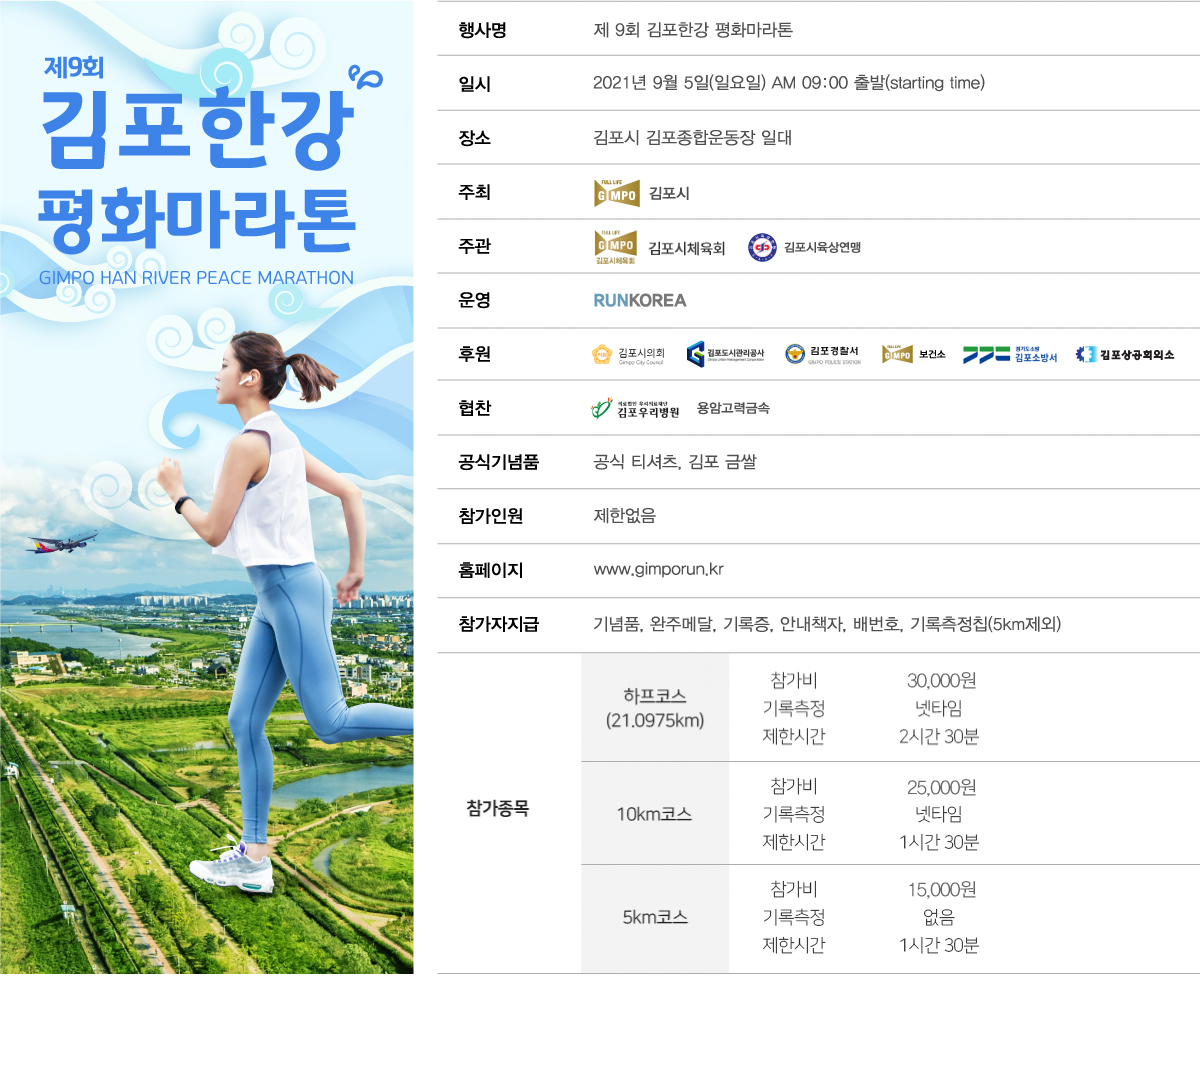 제9회
김포한강
평화마라톤
GIMPO HAN RIVER PEACE MARATHON
행사명 제 9회 김포한강 평화마라톤
일시 2021년 9월 5일(일요일) AM 09:00 출발(starting time)
장소 김포시 김포종합운동장 일대
주최 FULL LIFE GIMPO 김포시
주관 FULL LIFE GIMPO 김포시체육회 김포시체육회 김포시육상연맹
운영 RUNKOREA
후원 김포시의회 Gimpo City Council 김포도시관리공사 Gimpo Urban Management Corporation 김포경찰서 GIMPO POLICE STATION FULL LIFE GIMPO 보건소 경기도소방 김포소방서 김포상공회의소
협찬 의료법인 우리의료재단 김포우리병원 용암고력금속
공식기념품 공식 티셔츠, 김포 금쌀
참가인원 제한없음
홈페이지 www.gimporun.kr
참가자지급 기념품, 완주메달, 기록증, 안내책자, 배번호, 기록측정칩(5km제외)
참가종목
하프코스
(21.0975km)
참가비 30,000원
기록측정 넷타임
제한시간 2시간 30분
10km코스
참가비 25,000원
기록측정 넷타임
제한시간 1시간 30분
5km코스
참가비 15,000원
기록측정 없음
제한시간 1시간 30분